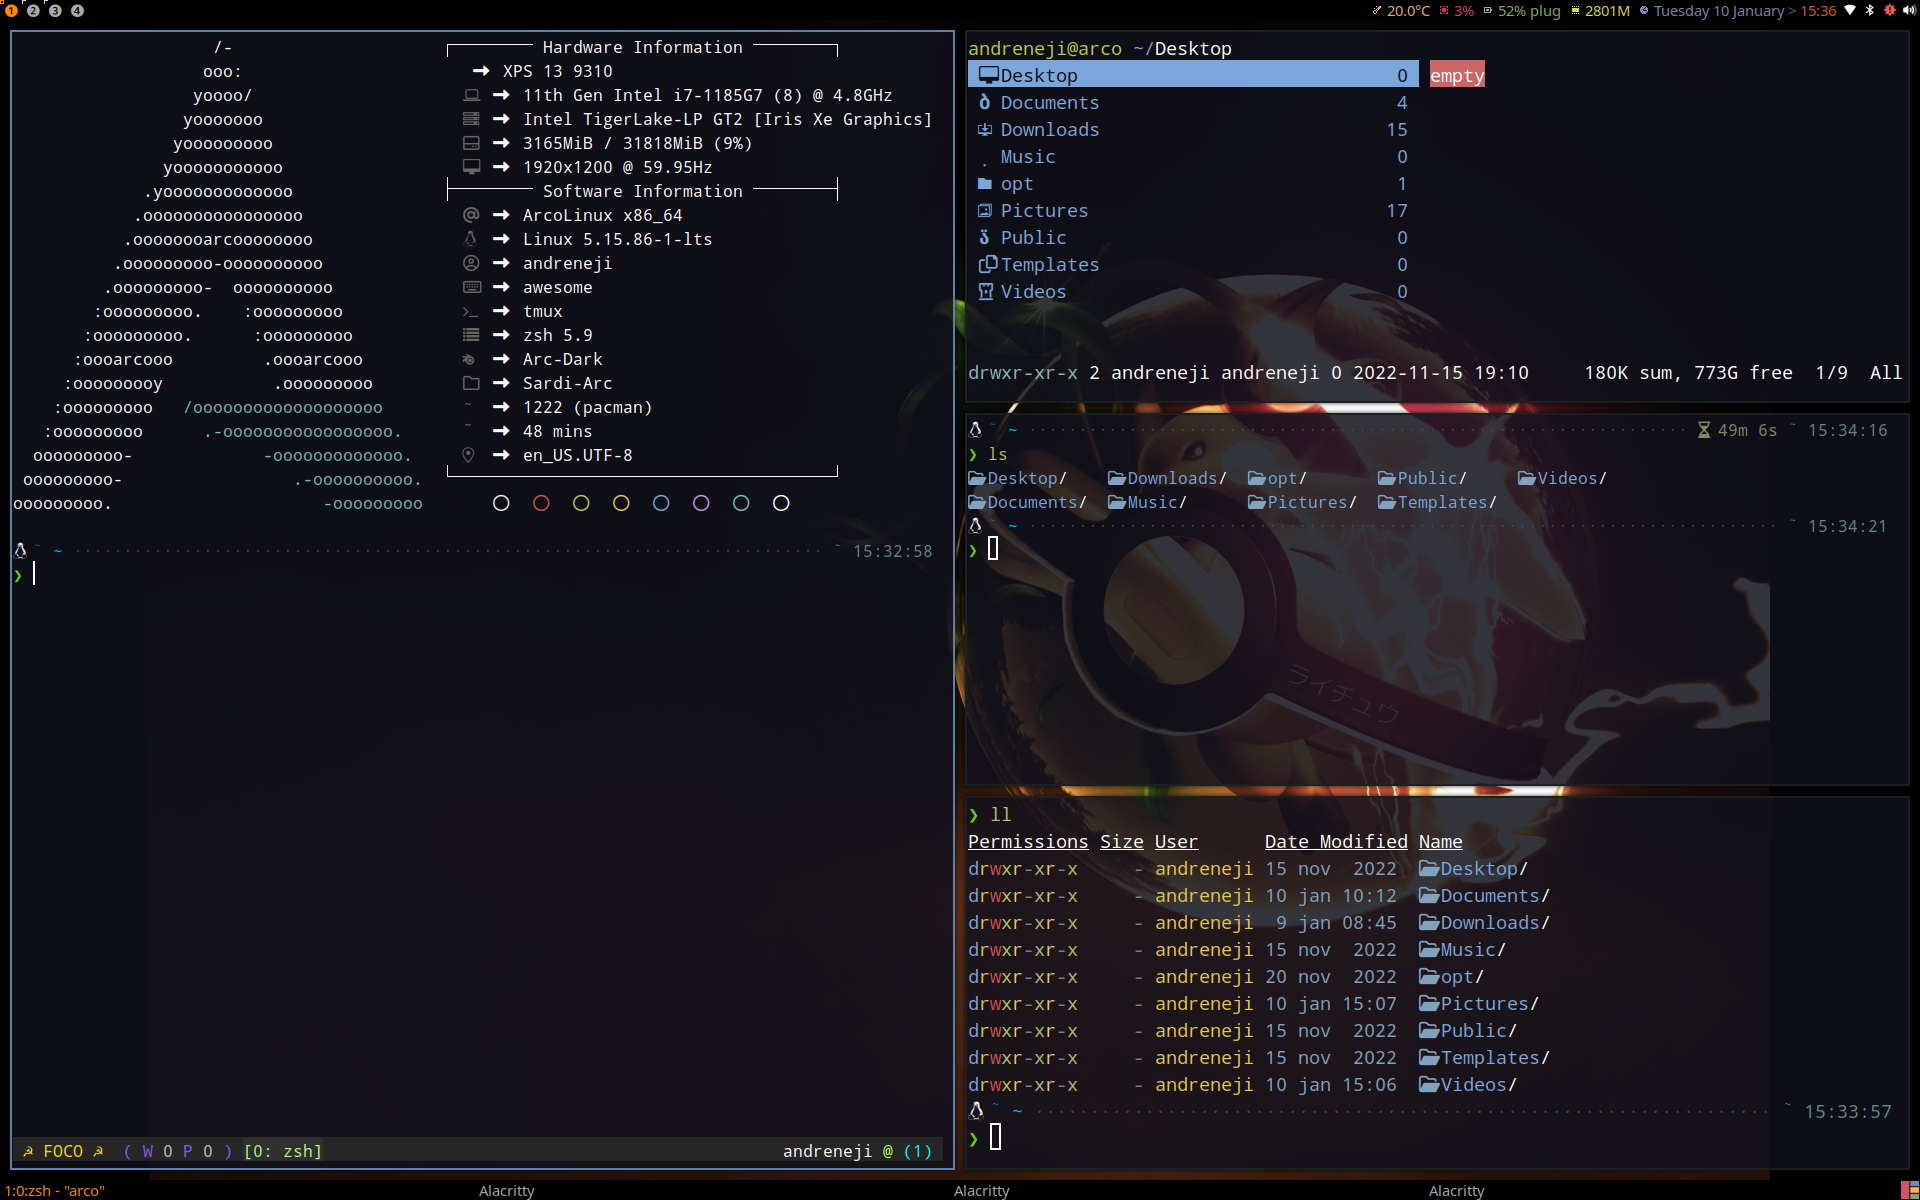 1 2 3 4
20.0°C 3% 52% plug 2801M Tuesday 10 January > 15:36
/-
ooo:
yoooo/
yooooooo
yooooooooo
yooooooooooo
.yooooooooooooo
.oooooooooooooooo
.ooooooooarcoooooooo
.ooooooooo-oooooooooo
.ooooooooo-  oooooooooo
:ooooooooo.    :ooooooooo
:ooooooooo.      :ooooooooo
:oooarcooo         .oooarcooo
:ooooooooy           .ooooooooo
:ooooooooo   /ooooooooooooooooooo
:ooooooooo      .-ooooooooooooooooo.
ooooooooo-             -ooooooooooooo.
ooooooooo-                 .-oooooooooo.
ooooooooo.                     -ooooooooo
Hardware Information
XPS 13 9310
11th Gen Intel i7-1185G7 (8) @ 4.8GHz
Intel TigerLake-LP GT2 [Iris Xe Graphics]
3165MiB / 31818MiB (9%)
1920x1200 @ 59.95Hz
Software Information
ArcoLinux x86_64
Linux 5.15.86-1-lts
andreneji
awesome
tmux
zsh 5.9
Arc-Dark
Sardi-Arc
1222 (pacman)
48 mins
en_US.UTF-8
~ 15:32:58
❯
☭ FOCO ☭ ( W 0 P 0 ) [0: zsh] andreneji @ (1)
andreneji@arco ~/Desktop
Desktop 0 empty
Documents 4
Downloads 15
Music 0
opt 1
Pictures 17
Public 0
Templates 0
Videos 0
drwxr-xr-x 2 andreneji andreneji 0 2022-11-15 19:10 180K sum, 773G free 1/9 All
~ 49m 6s 15:34:16
❯ ls
Desktop/ Downloads/ opt/ Public/ Videos/
Documents/ Music/ Pictures/ Templates/
~ 15:34:21
❯
ライチュウ
❯ ll
Permissions Size User Date Modified Name
drwxr-xr-x - andreneji 15 nov 2022 Desktop/
drwxr-xr-x - andreneji 10 jan 10:12 Documents/
drwxr-xr-x - andreneji 9 jan 08:45 Downloads/
drwxr-xr-x - andreneji 15 nov 2022 Music/
drwxr-xr-x - andreneji 20 nov 2022 opt/
drwxr-xr-x - andreneji 10 jan 15:07 Pictures/
drwxr-xr-x - andreneji 15 nov 2022 Public/
drwxr-xr-x - andreneji 15 nov 2022 Templates/
drwxr-xr-x - andreneji 10 jan 15:06 Videos/
~ 15:33:57
❯
1:0:zsh - "arco" Alacritty Alacritty Alacritty